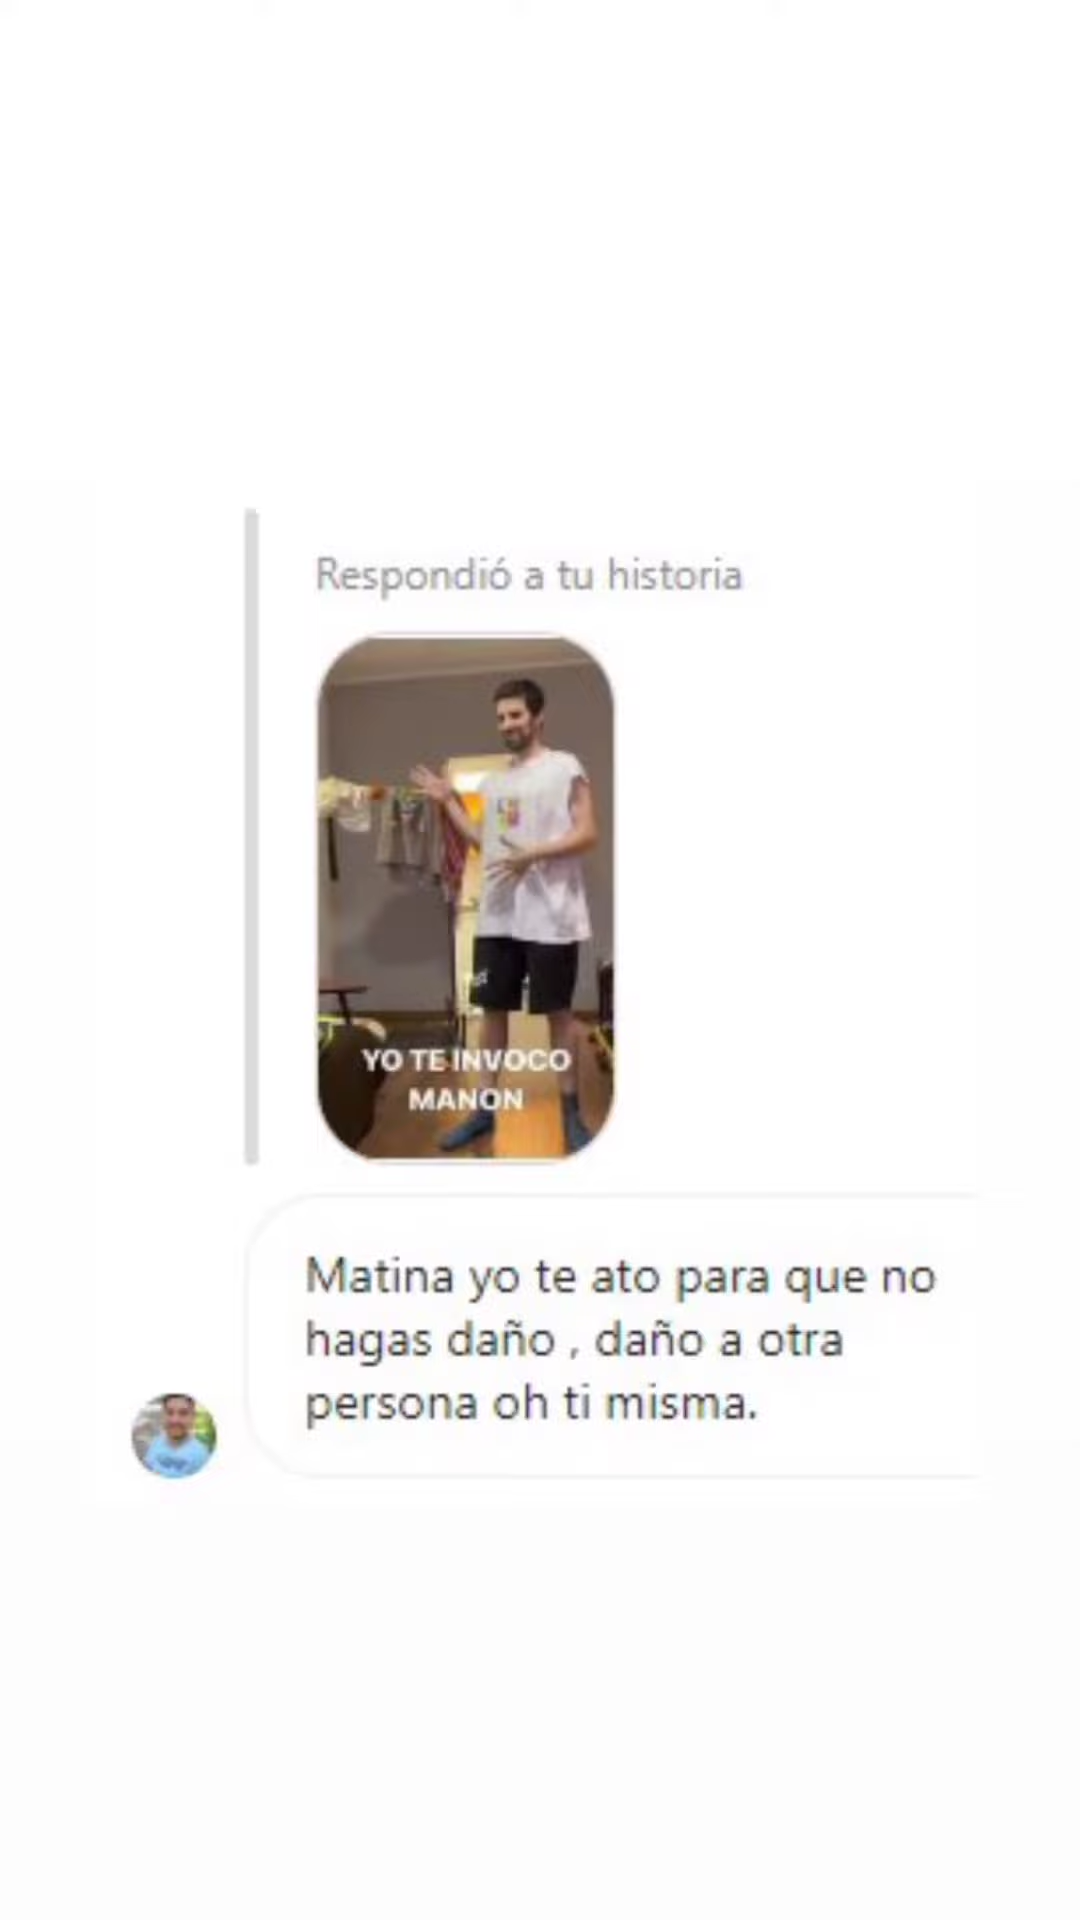 Respondió a tu historia
YO TE INVOCO
MANON
Matina yo te ato para que no
hagas daño , daño a otra
persona oh ti misma.